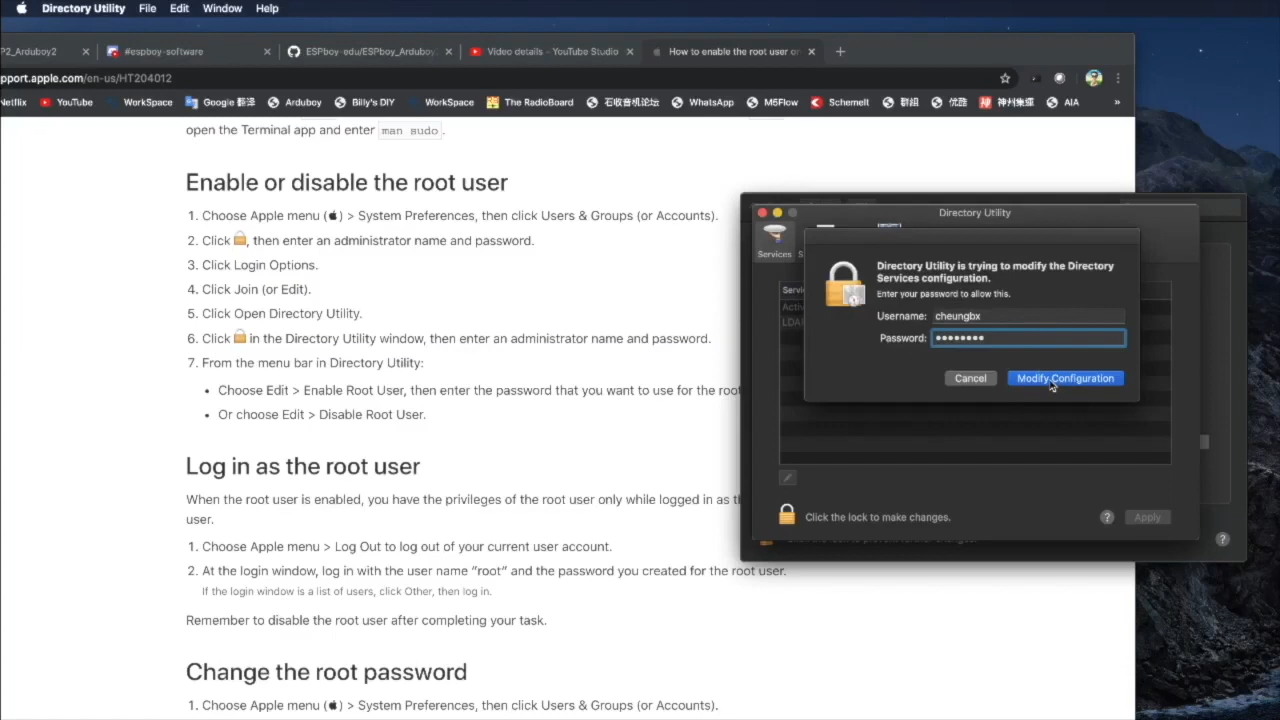 Directory Utility File Edit Window Help
P2_Arduboy2 #espboy-software ESPboy-edu/ESPboy_Arduboy Video details - YouTube Studio How to enable the root user or
pport.apple.com/en-us/HT204012
Netflix YouTube WorkSpace Google 翻译 Arduboy Billy's DIY WorkSpace The RadioBoard 石收音机论坛 WhatsApp M5Flow Schemelt 群組 优酷 神州集運 AIA »
open the Terminal app and enter man sudo.
Enable or disable the root user
1. Choose Apple menu () > System Preferences, then click Users & Groups (or Accounts).
2. Click , then enter an administrator name and password.
3. Click Login Options.
4. Click Join (or Edit).
5. Click Open Directory Utility.
6. Click in the Directory Utility window, then enter an administrator name and password.
7. From the menu bar in Directory Utility:
• Choose Edit > Enable Root User, then enter the password that you want to use for the root
• Or choose Edit > Disable Root User.
Log in as the root user
When the root user is enabled, you have the privileges of the root user only while logged in as th
user.
1. Choose Apple menu > Log Out to log out of your current user account.
2. At the login window, log in with the user name "root" and the password you created for the root user.
If the login window is a list of users, click Other, then log in.
Remember to disable the root user after completing your task.
Change the root password
1. Choose Apple menu () > System Preferences, then click Users & Groups (or Accounts).
Directory Utility
Services
Directory Utility is trying to modify the Directory
Services configuration.
Enter your password to allow this.
Username: cheungbx
Password: ••••••••
Cancel Modify Configuration
Servi
Acti
LDA
Click the lock to make changes. ? Apply
?